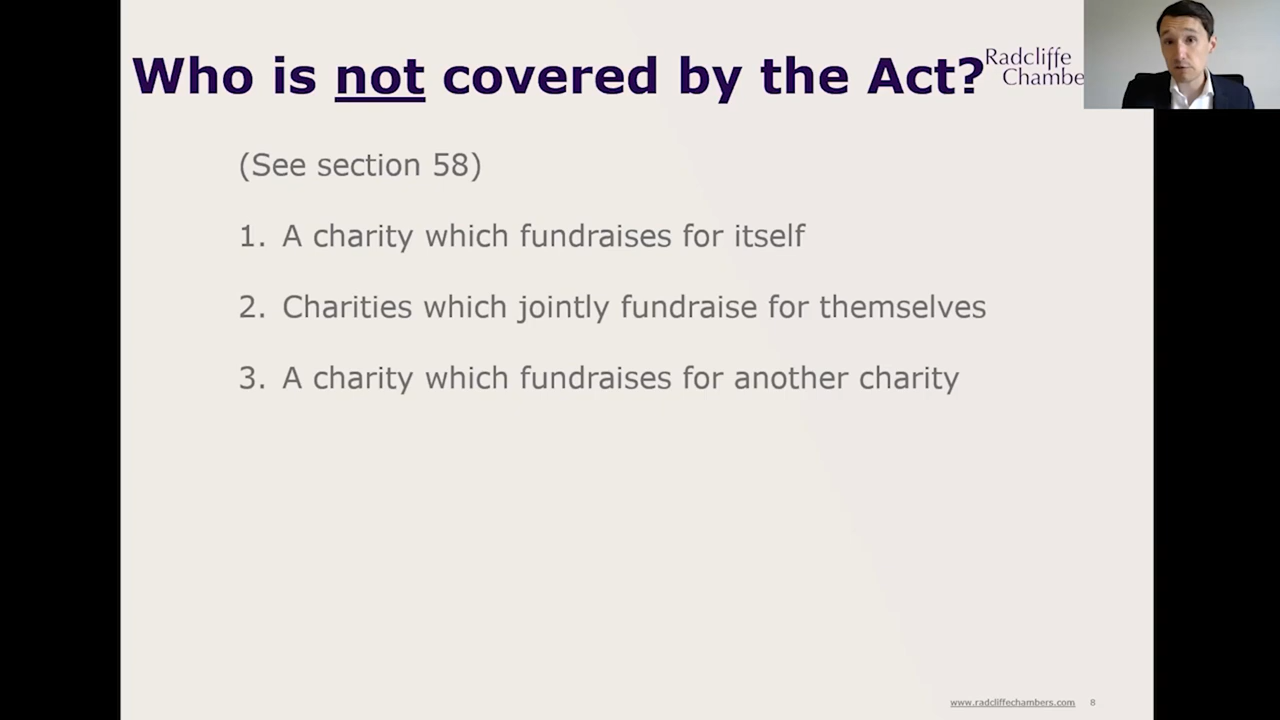 Who is not covered by the Act?
Radcliffe
Chambe
(See section 58)
1. A charity which fundraises for itself
2. Charities which jointly fundraise for themselves
3. A charity which fundraises for another charity
www.radcliffechambers.com 8